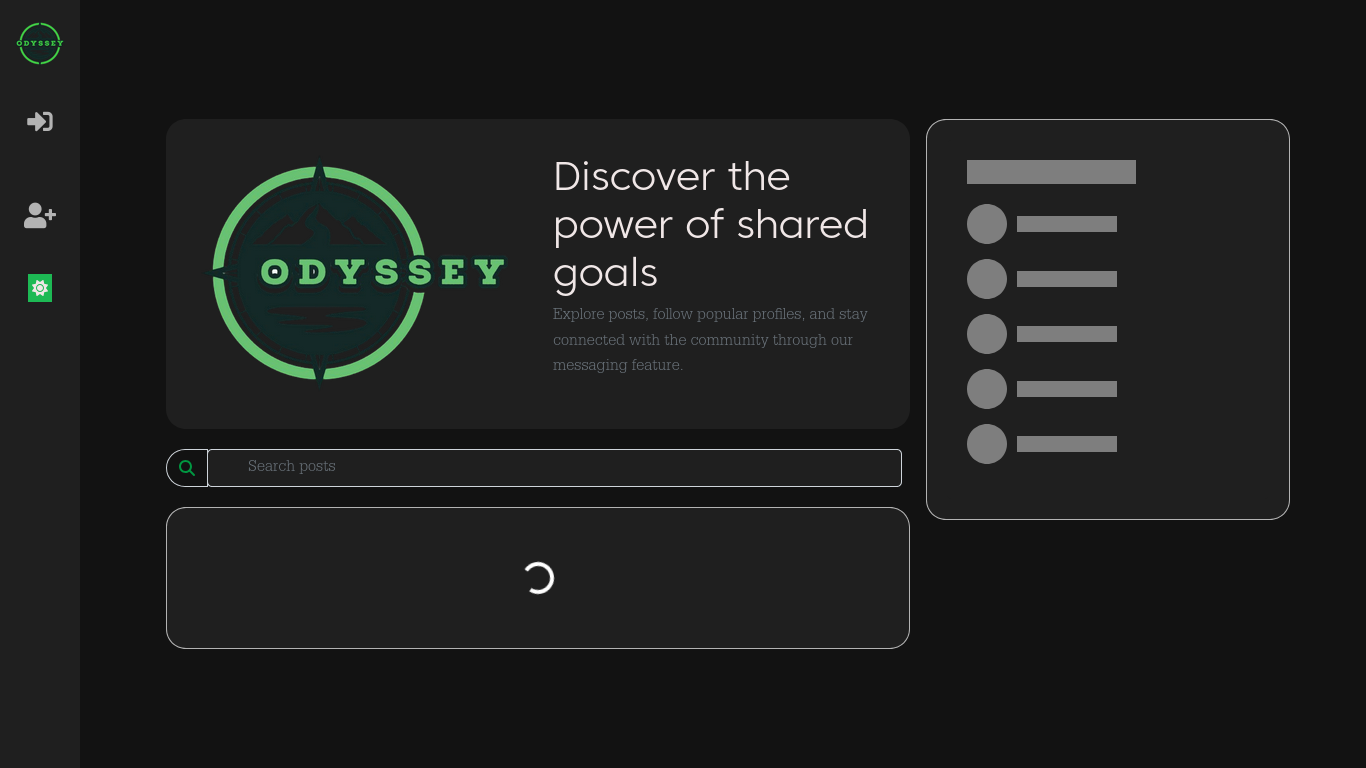 ODYSSEY
ODYSSEY
Discover the
power of shared
goals
Explore posts, follow popular profiles, and stay
connected with the community through our
messaging feature.
Search posts